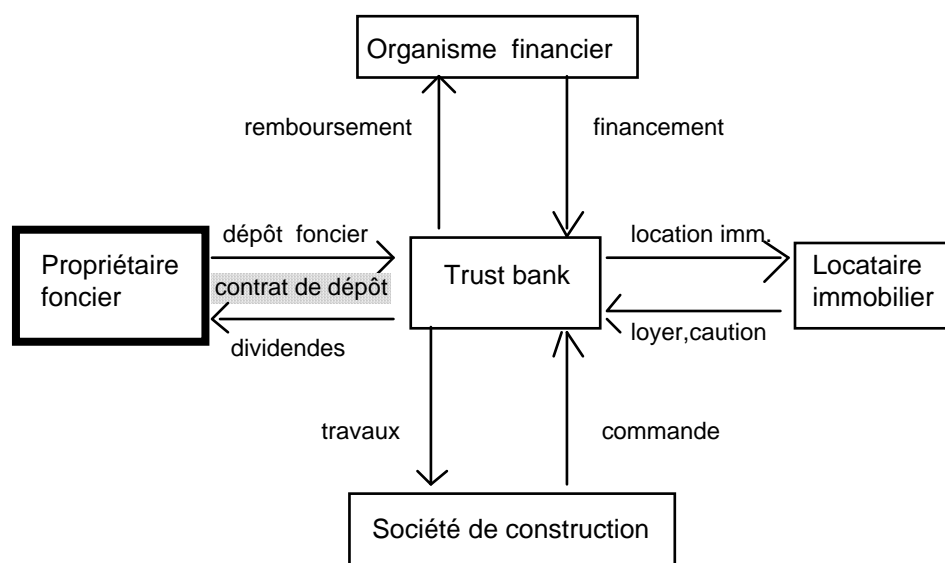 Organisme financier
remboursement
financement
dépôt foncier
location imm.
Propriétaire
foncier
contrat de dépôt
Trust bank
Locataire
immobilier
dividendes
loyer,caution
travaux
commande
Société de construction